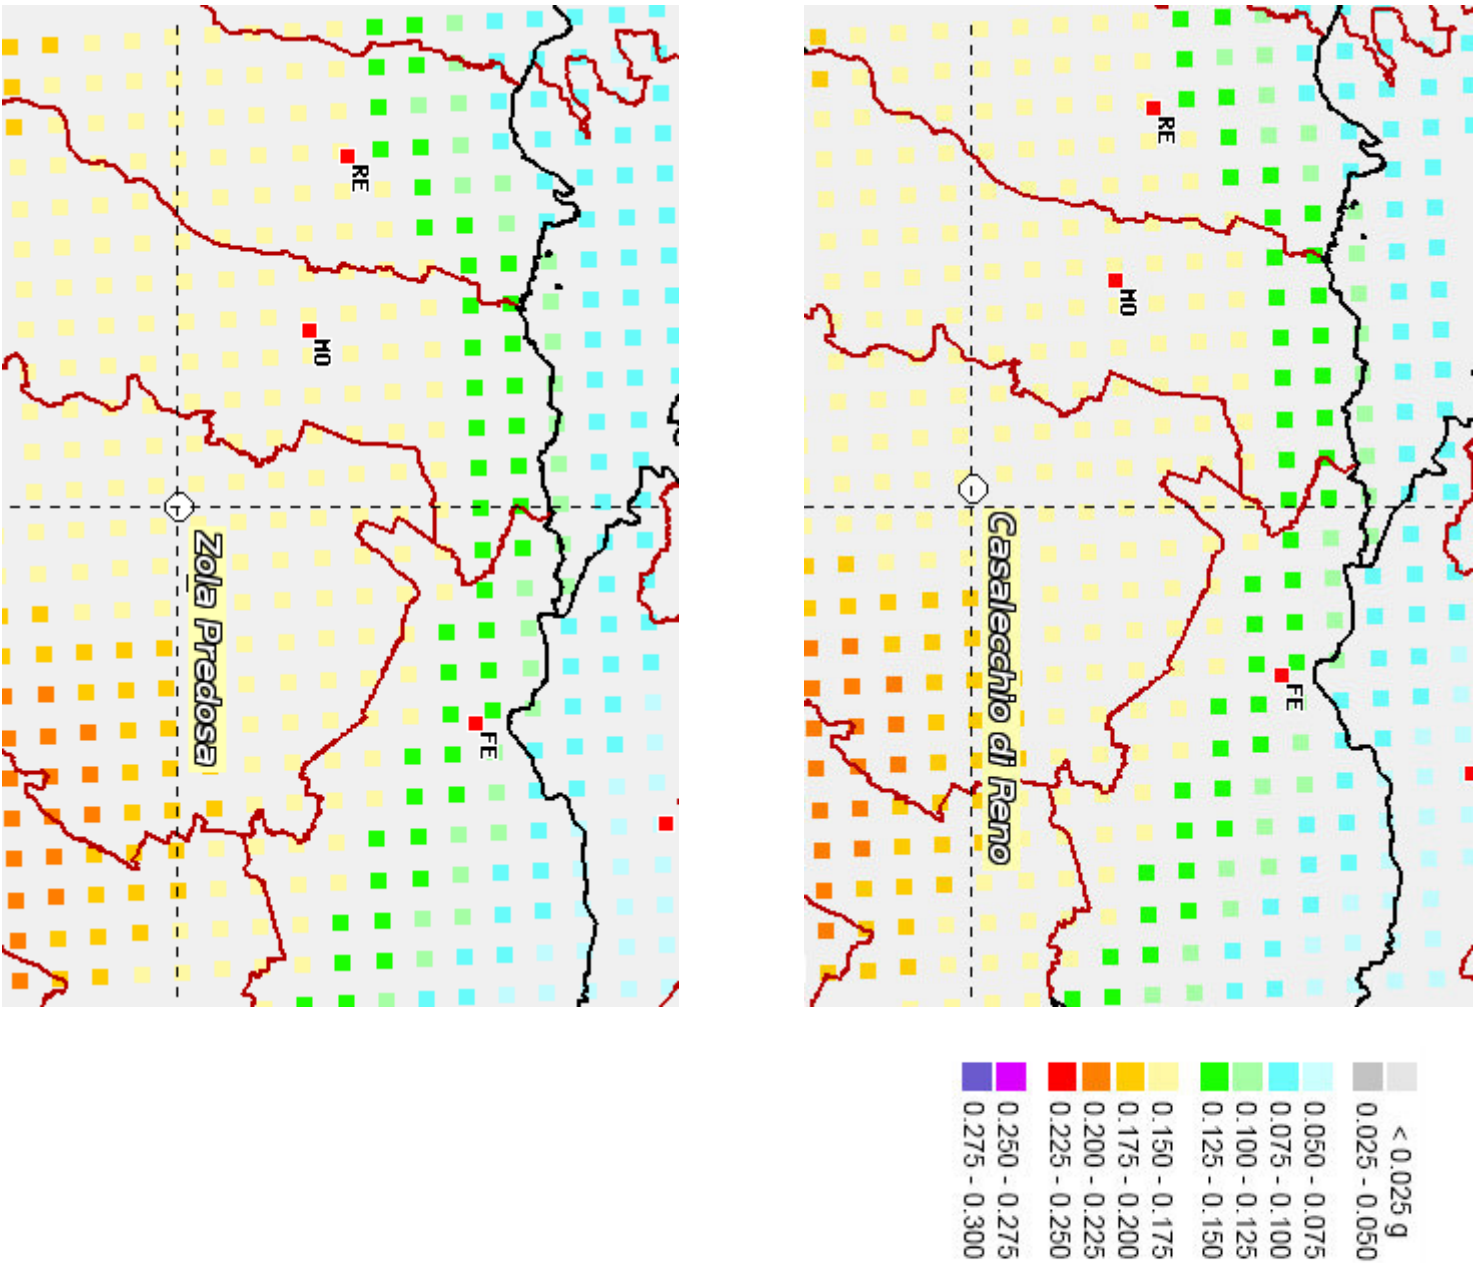 RE
MO
Zola Predosa
FE
RE
MO
Casalecchio di Reno
FE
< 0.025 g
0.025 - 0.050
0.050 - 0.075
0.075 - 0.100
0.100 - 0.125
0.125 - 0.150
0.150 - 0.175
0.175 - 0.200
0.200 - 0.225
0.225 - 0.250
0.250 - 0.275
0.275 - 0.300